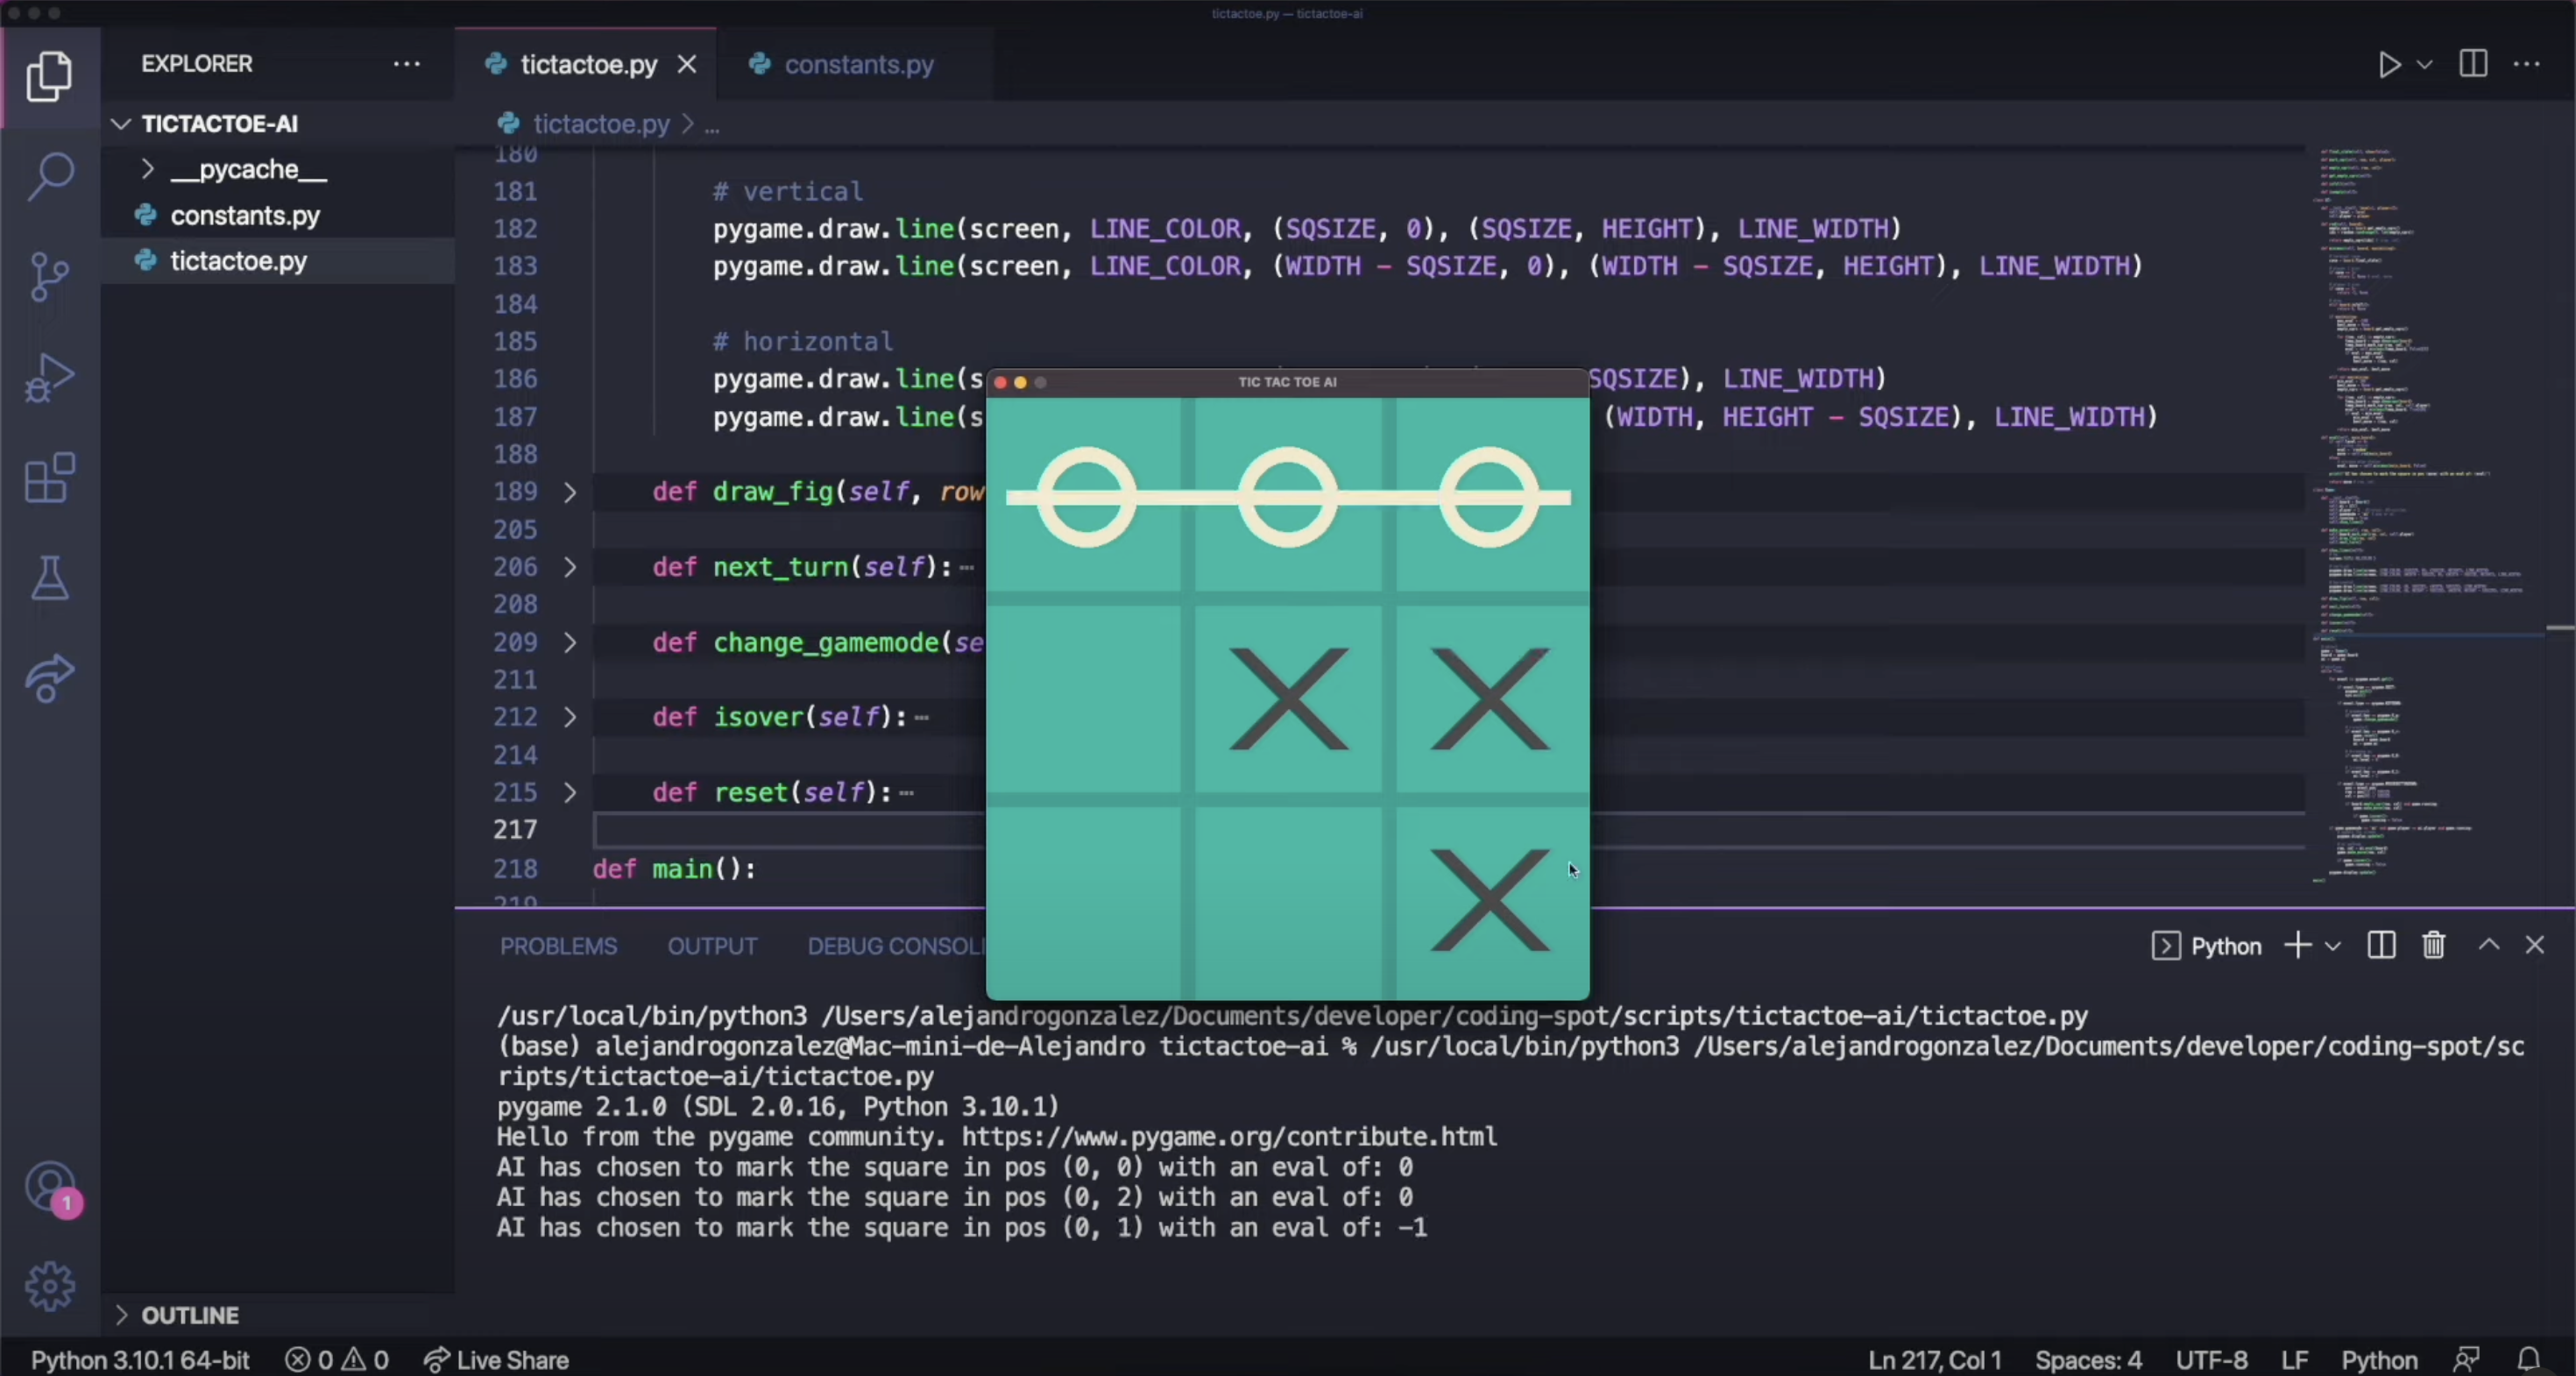 tictactoe.py — tictactoe-ai
EXPLORER
TICTACTOE-AI
__pycache__
constants.py
tictactoe.py
OUTLINE
tictactoe.py
constants.py
tictactoe.py > ...
180
181 # vertical
182 pygame.draw.line(screen, LINE_COLOR, (SQSIZE, 0), (SQSIZE, HEIGHT), LINE_WIDTH)
183 pygame.draw.line(screen, LINE_COLOR, (WIDTH - SQSIZE, 0), (WIDTH - SQSIZE, HEIGHT), LINE_WIDTH)
184
185 # horizontal
186 pygame.draw.line(s SQSIZE), LINE_WIDTH)
187 pygame.draw.line(s (WIDTH, HEIGHT - SQSIZE), LINE_WIDTH)
188
189 def draw_fig(self, row
205
206 def next_turn(self):
208
209 def change_gamemode(se
211
212 def isover(self):
214
215 def reset(self):
217
218 def main():
219
TIC TAC TOE AI
PROBLEMS
OUTPUT
DEBUG CONSOL
Python
/usr/local/bin/python3 /Users/alejandrogonzalez/Documents/developer/coding-spot/scripts/tictactoe-ai/tictactoe.py
(base) alejandrogonzalez@Mac-mini-de-Alejandro tictactoe-ai % /usr/local/bin/python3 /Users/alejandrogonzalez/Documents/developer/coding-spot/sc
ripts/tictactoe-ai/tictactoe.py
pygame 2.1.0 (SDL 2.0.16, Python 3.10.1)
Hello from the pygame community. https://www.pygame.org/contribute.html
AI has chosen to mark the square in pos (0, 0) with an eval of: 0
AI has chosen to mark the square in pos (0, 2) with an eval of: 0
AI has chosen to mark the square in pos (0, 1) with an eval of: -1
1
Python 3.10.1 64-bit 0 0 Live Share
Ln 217, Col 1 Spaces: 4 UTF-8 LF Python